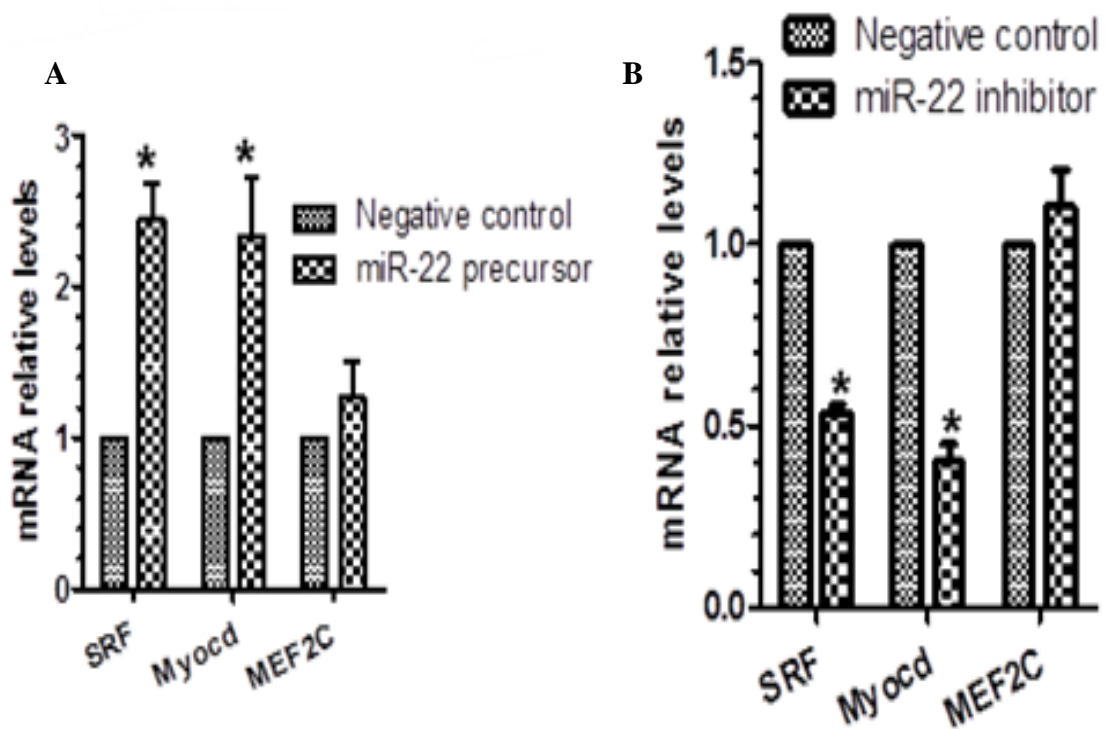 A
3
2
1
0
mRNA relative levels
*
*
Negative control
miR-22 precursor
SRF
Myocd
MEF2C
B
Negative control
miR-22 inhibitor
1.5
1.0
0.5
0.0
mRNA relative levels
*
*
SRF
Myocd
MEF2C